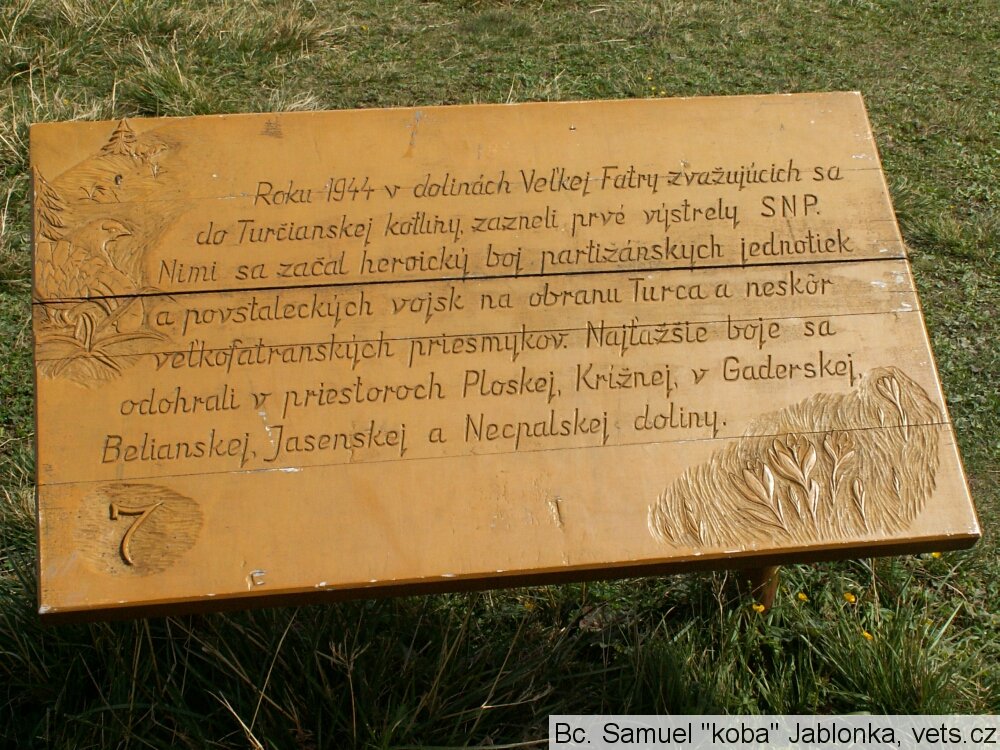 Roku 1944 v dolinách Veľkej Fatry zvažujúcich sa
do Turčianskej kotliny, zazneli prvé výstrely SNP.
Nimi sa začal heroický boj partizánskych jednotiek
a povstaleckých vojsk na obranu Turca a neskôr
veľkofatranských priesmykov. Najťažšie boje sa
odohrali v priestoroch Ploskej, Krížnej, v Gaderskej,
Belianskej, Jasenskej a Necpalskej doliny.
7
Bc. Samuel "koba" Jablonka, vets.cz